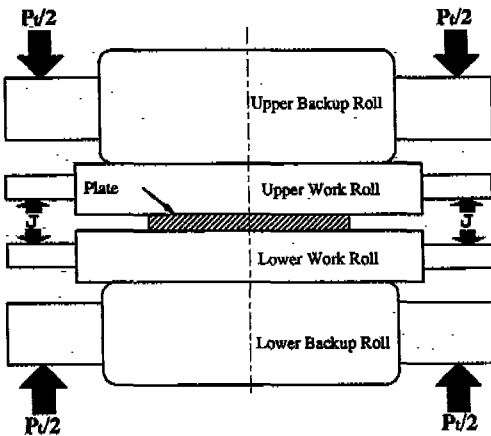 Pt/2 Pt/2
Upper Backup Roll
Plate
Upper Work Roll
J J
Lower Work Roll
Lower Backup Roll
Pt/2 Pt/2